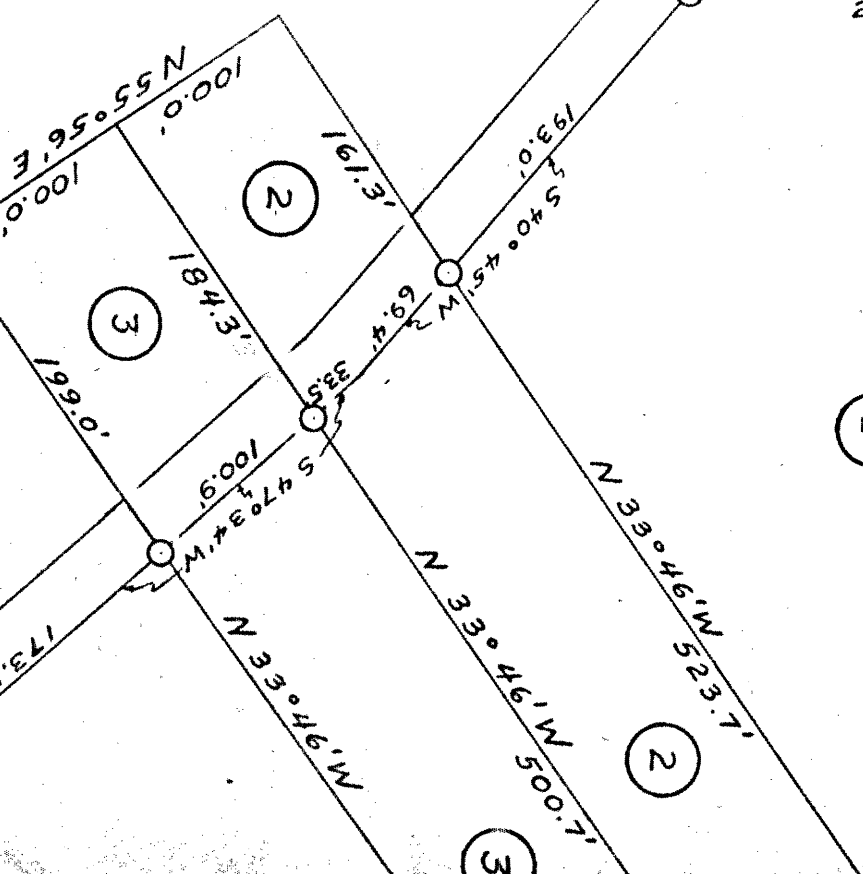 N 55°56' E
100.0'
100.0'
2
161.3'
193.0'
S 40° 45' W
69.4'
3
184.3'
33.5'
199.0'
100.9'
S 47° 34' W
N 33° 46' W
523.7'
N 33° 46' W
500.7'
N 33° 46' W
2
3